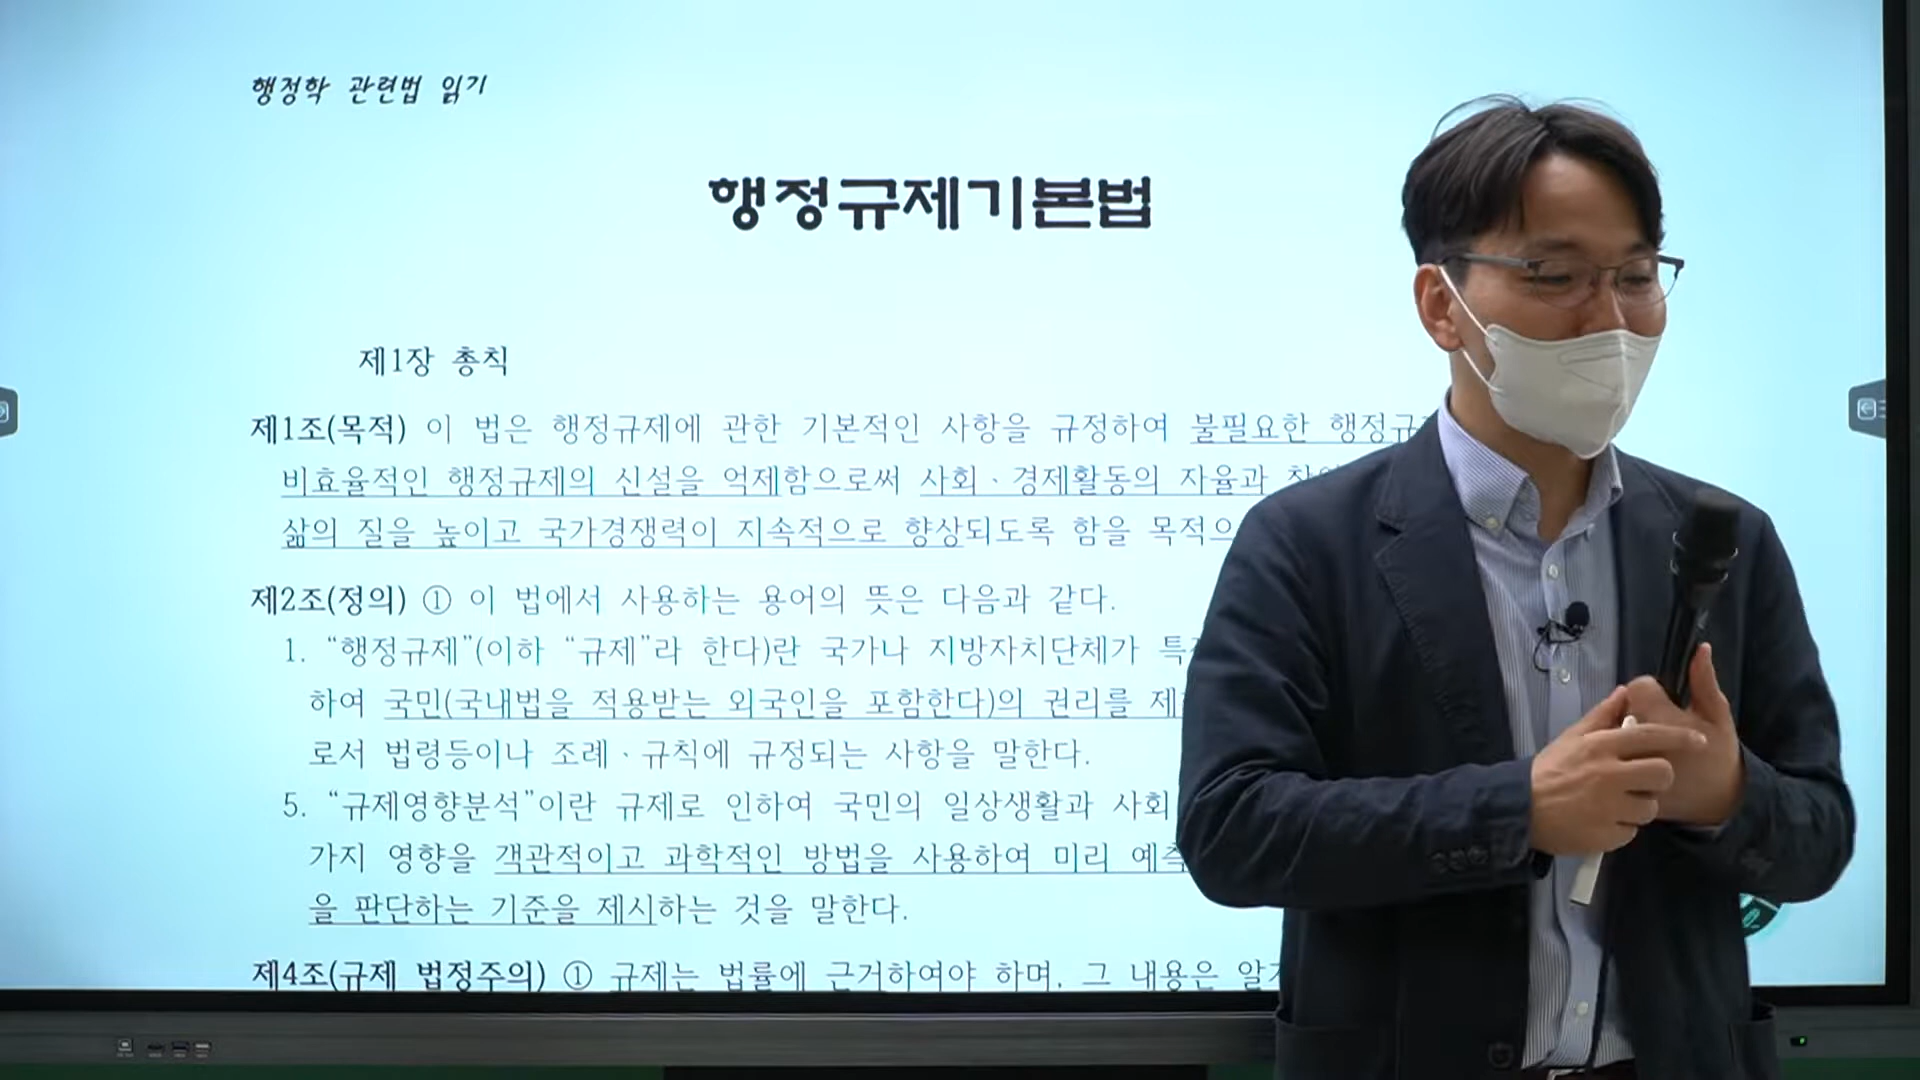 행정학 관련법 읽기
행정규제기본법
제1장 총칙
제1조(목적) 이 법은 행정규제에 관한 기본적인 사항을 규정하여 불필요한
비효율적인 행정규제의 신설을 억제함으로써 사회ㆍ경제활동의 자율과
삶의 질을 높이고 국가경쟁력이 지속적으로 향상되도록 함을
제2조(정의) ① 이 법에서 사용하는 용어의 뜻은 다음과 같다.
1. “행정규제”(이하 “규제”라 한다)란 국가나 지방자치단체가
하여 국민(국내법을 적용받는 외국인을 포함한다)의 권리를
로서 법령등이나 조례ㆍ규칙에 규정되는 사항을 말한다.
5. “규제영향분석”이란 규제로 인하여 국민의 일상생활과 사회
가지 영향을 객관적이고 과학적인 방법을 사용하여 미리
을 판단하는 기준을 제시하는 것을 말한다.
제4조(규제 법정주의) ① 규제는 법률에 근거하여야 하며, 그 내용은